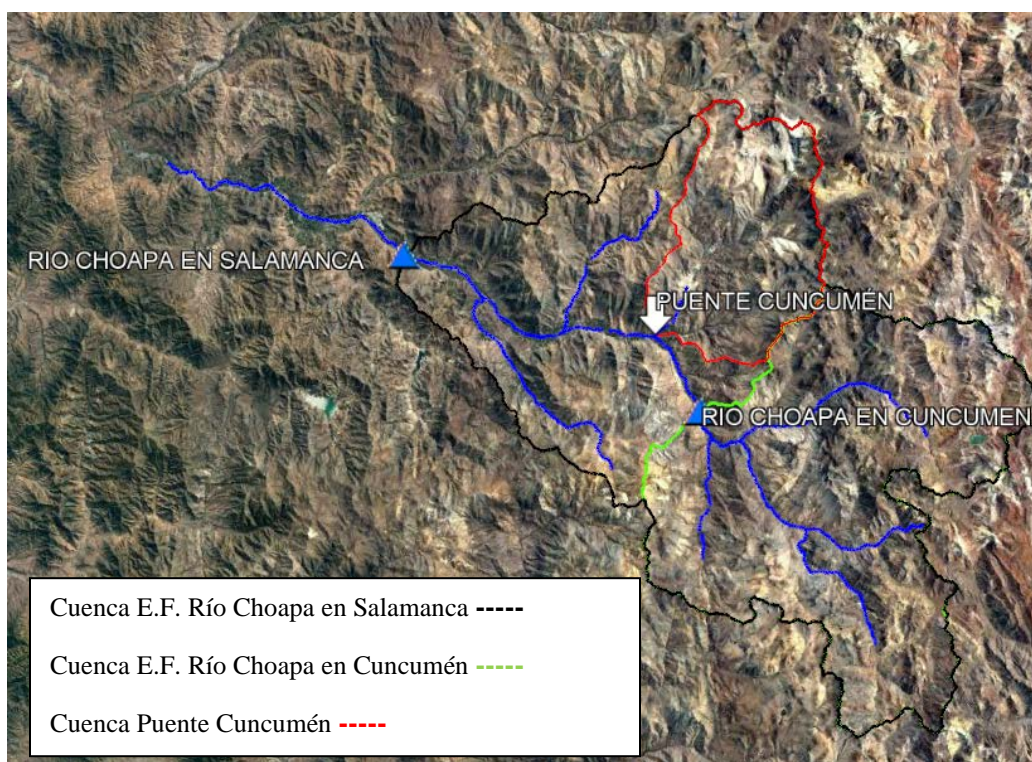 RIO CHOAPA EN SALAMANCA
PUENTE CUNCUMÉN
RIO CHOAPA EN CUNCUMEN
Cuenca E.F. Río Choapa en Salamanca -----
Cuenca E.F. Río Choapa en Cuncumén -----
Cuenca Puente Cuncumén -----